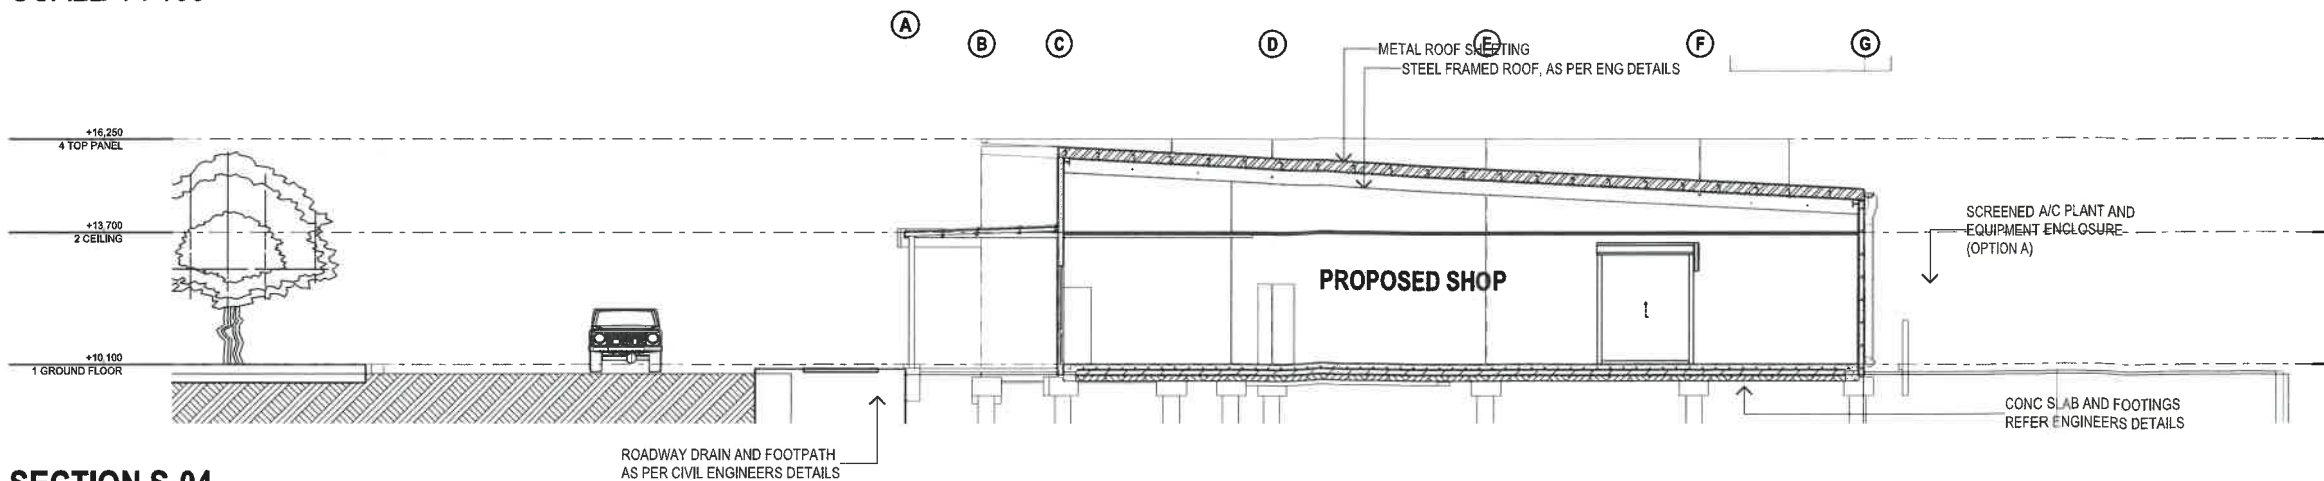 A
B
C
D
E
F
G
METAL ROOF SHEETING
STEEL FRAMED ROOF, AS PER ENG DETAILS
+16,250
4 TOP PANEL
+13,700
2 CEILING
SCREENED A/C PLANT AND
EQUIPMENT ENCLOSURE
(OPTION A)
PROPOSED SHOP
+10,100
1 GROUND FLOOR
CONC SLAB AND FOOTINGS
REFER ENGINEERS DETAILS
ROADWAY DRAIN AND FOOTPATH
AS PER CIVIL ENGINEERS DETAILS
SECTION S-04